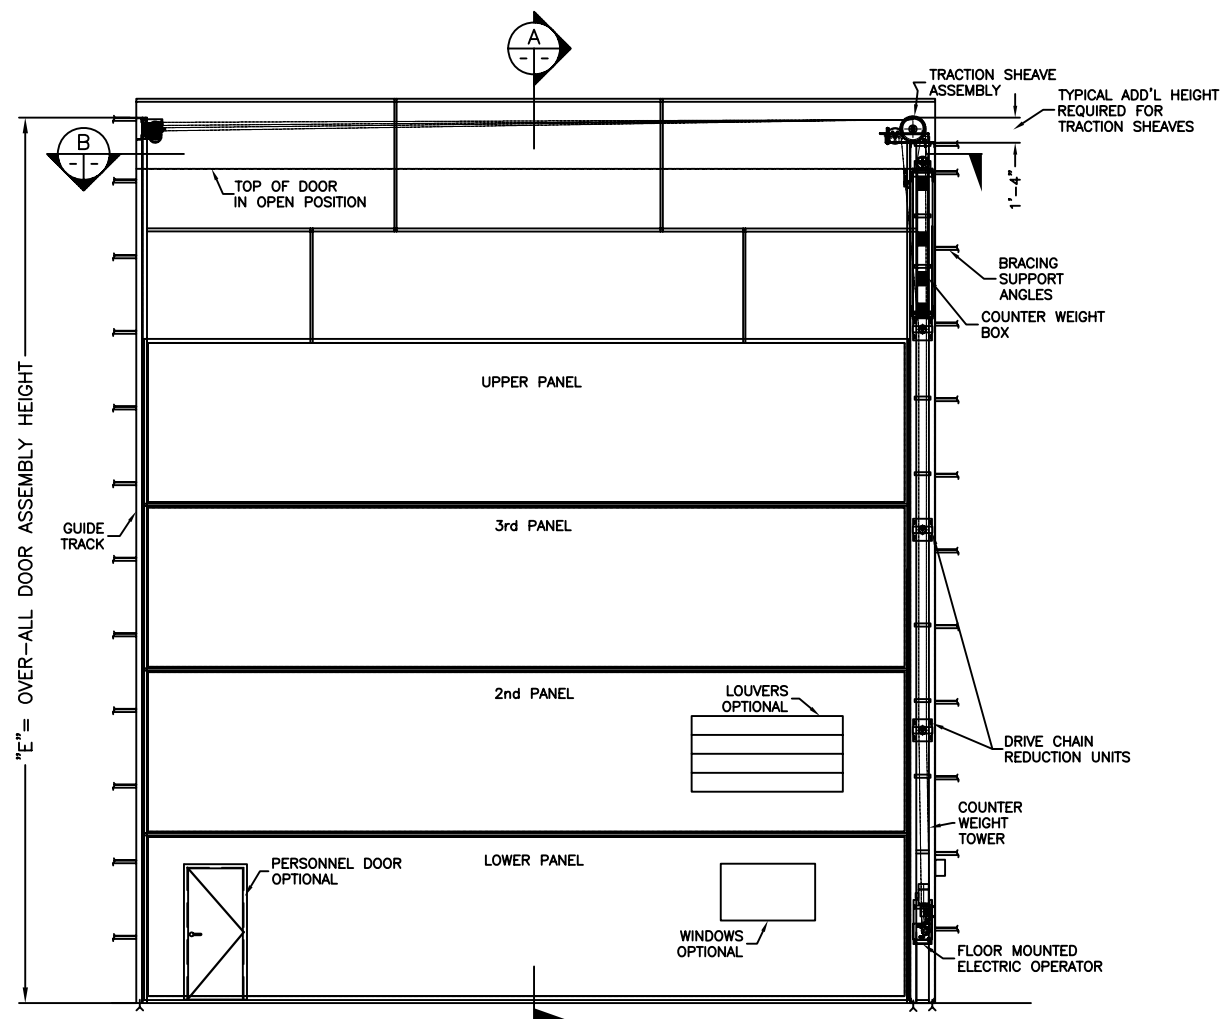 A
- -
TRACTION SHEAVE
ASSEMBLY
TYPICAL ADD'L HEIGHT
REQUIRED FOR
TRACTION SHEAVES
B
- -
TOP OF DOOR
IN OPEN POSITION
1'-4"
BRACING
SUPPORT
ANGLES
COUNTER WEIGHT
BOX
UPPER PANEL
"E"= OVER-ALL DOOR ASSEMBLY HEIGHT
GUIDE
TRACK
3rd PANEL
2nd PANEL
LOUVERS
OPTIONAL
DRIVE CHAIN
REDUCTION UNITS
COUNTER
WEIGHT
TOWER
PERSONNEL DOOR
OPTIONAL
LOWER PANEL
WINDOWS
OPTIONAL
FLOOR MOUNTED
ELECTRIC OPERATOR